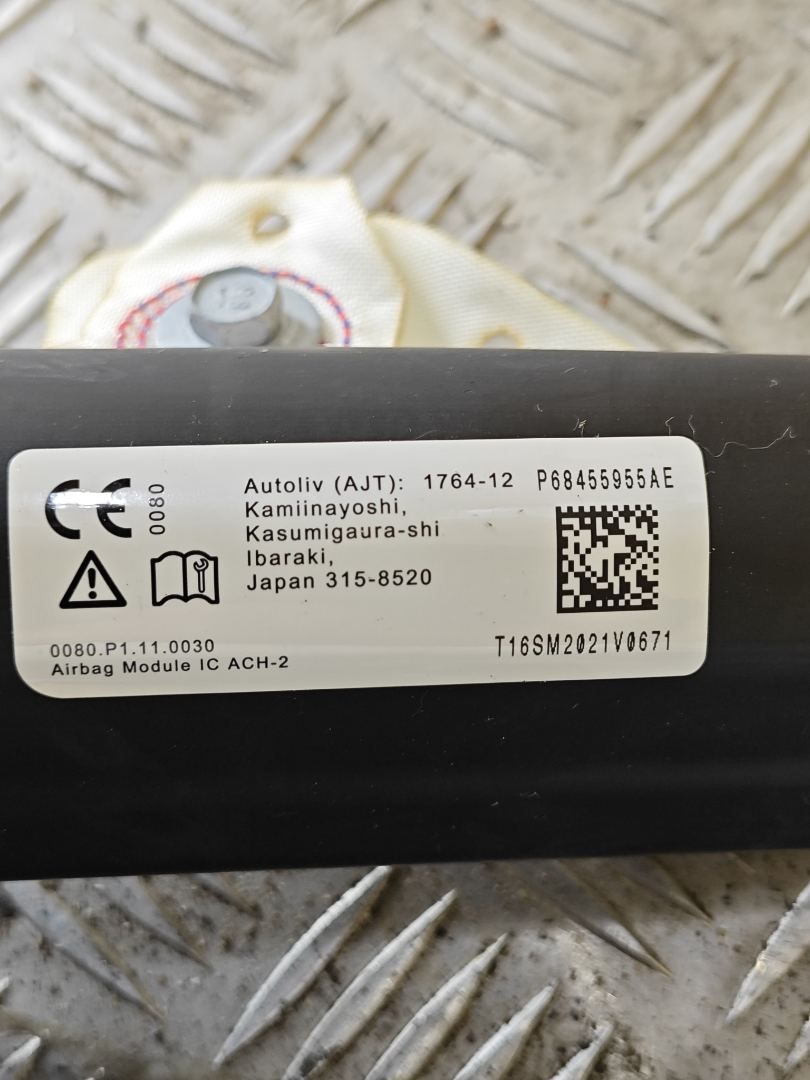 CE 0080
Autoliv (AJT): 1764-12
Kamiinayoshi,
Kasumigaura-shi
Ibaraki,
Japan 315-8520
P68455955AE
0080.P1.11.0030
Airbag Module IC ACH-2
T16SM2021V0671